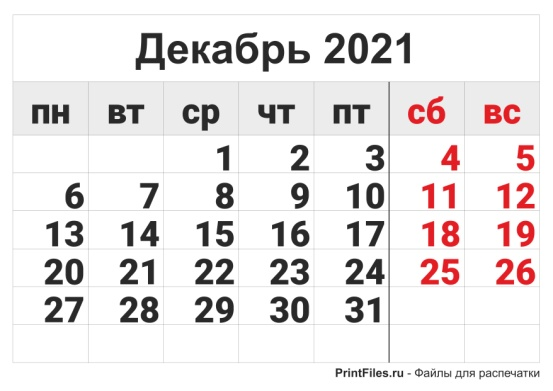 Декабрь 2021
пн вт ср чт пт сб вс
1 2 3 4 5
6 7 8 9 10 11 12
13 14 15 16 17 18 19
20 21 22 23 24 25 26
27 28 29 30 31
PrintFiles.ru - Файлы для распечатки